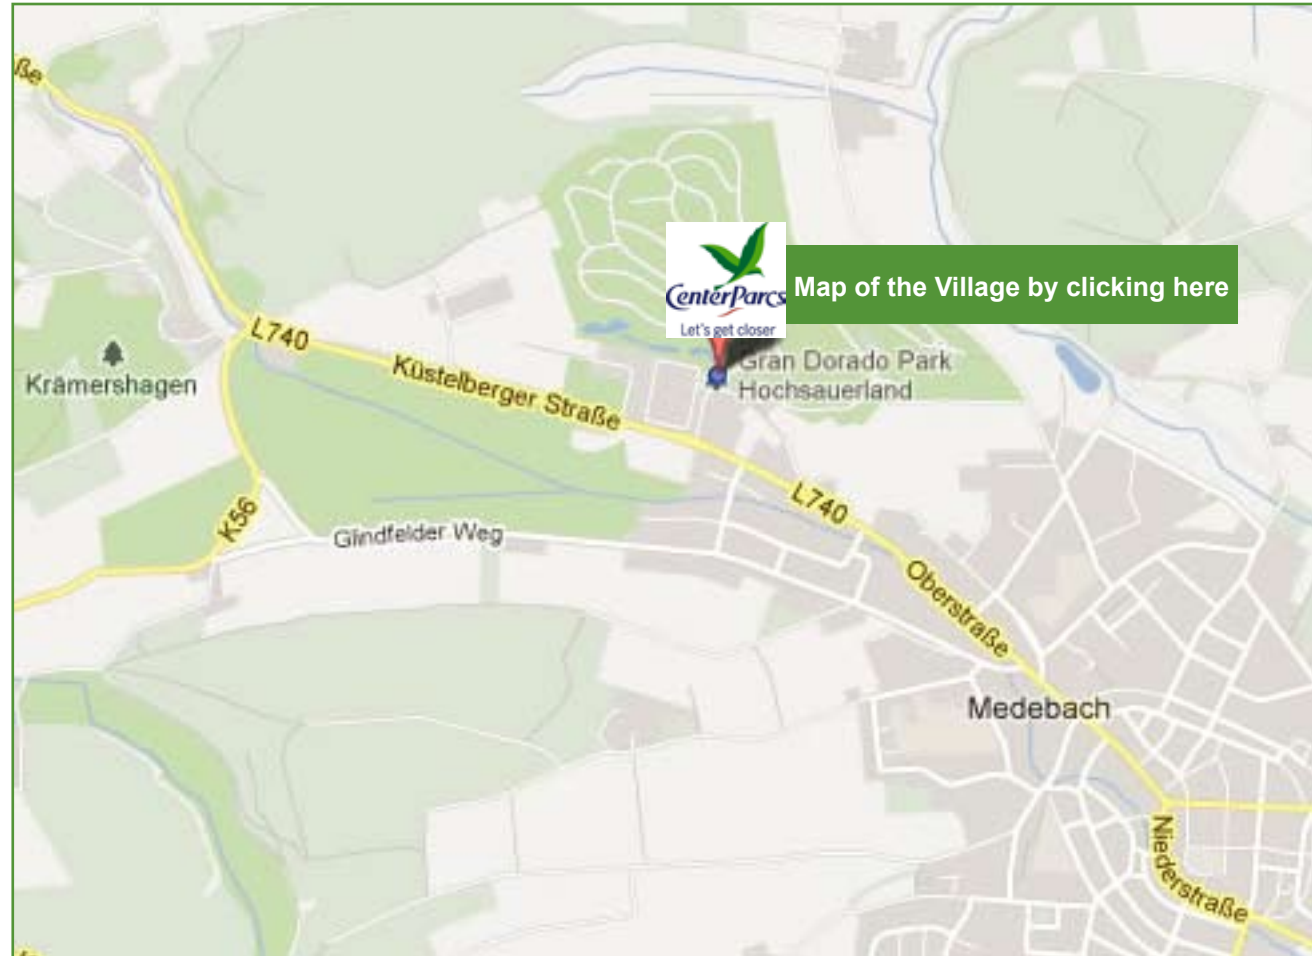 ße
CenterParcs
Let's get closer
Map of the Village by clicking here
L740
Gran Dorado Park
Hochsauerland
Krämershagen
Küstelberger Straße
L740
K56
Glindfelder Weg
Oberstraße
Medebach
Niederstraße